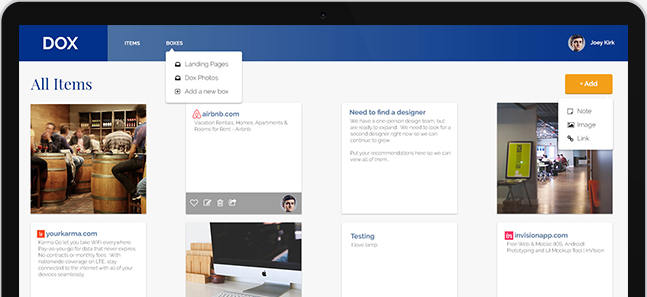 DOX
ITEMS
BOXES
Joey Kirk
Landing Pages
Dox Photos
Add a new box
All Items
+ Add
Note
Image
Link
airbnb.com
Vacation Rentals, Homes, Apartments &
Rooms for Rent - Airbnb
Need to find a designer
We have a one-person design team, but
are ready to expand. We need to look for a
second designer right now so we can
continue to grow.
Put your recommendations here so we can
view all of them.
yourkarma.com
Karma Go let you take WiFi everywhere.
Pay-as-you-go for data that never expires.
No contracts or monthly fees. With
nationwide coverage on LTE, stay
connected to the internet with all of your
devices seamlessly.
Testing
I love lamp.
in
invisionapp.com
Free Web & Mobile (iOS, Android)
Prototyping and UI Mockup Tool | InVision